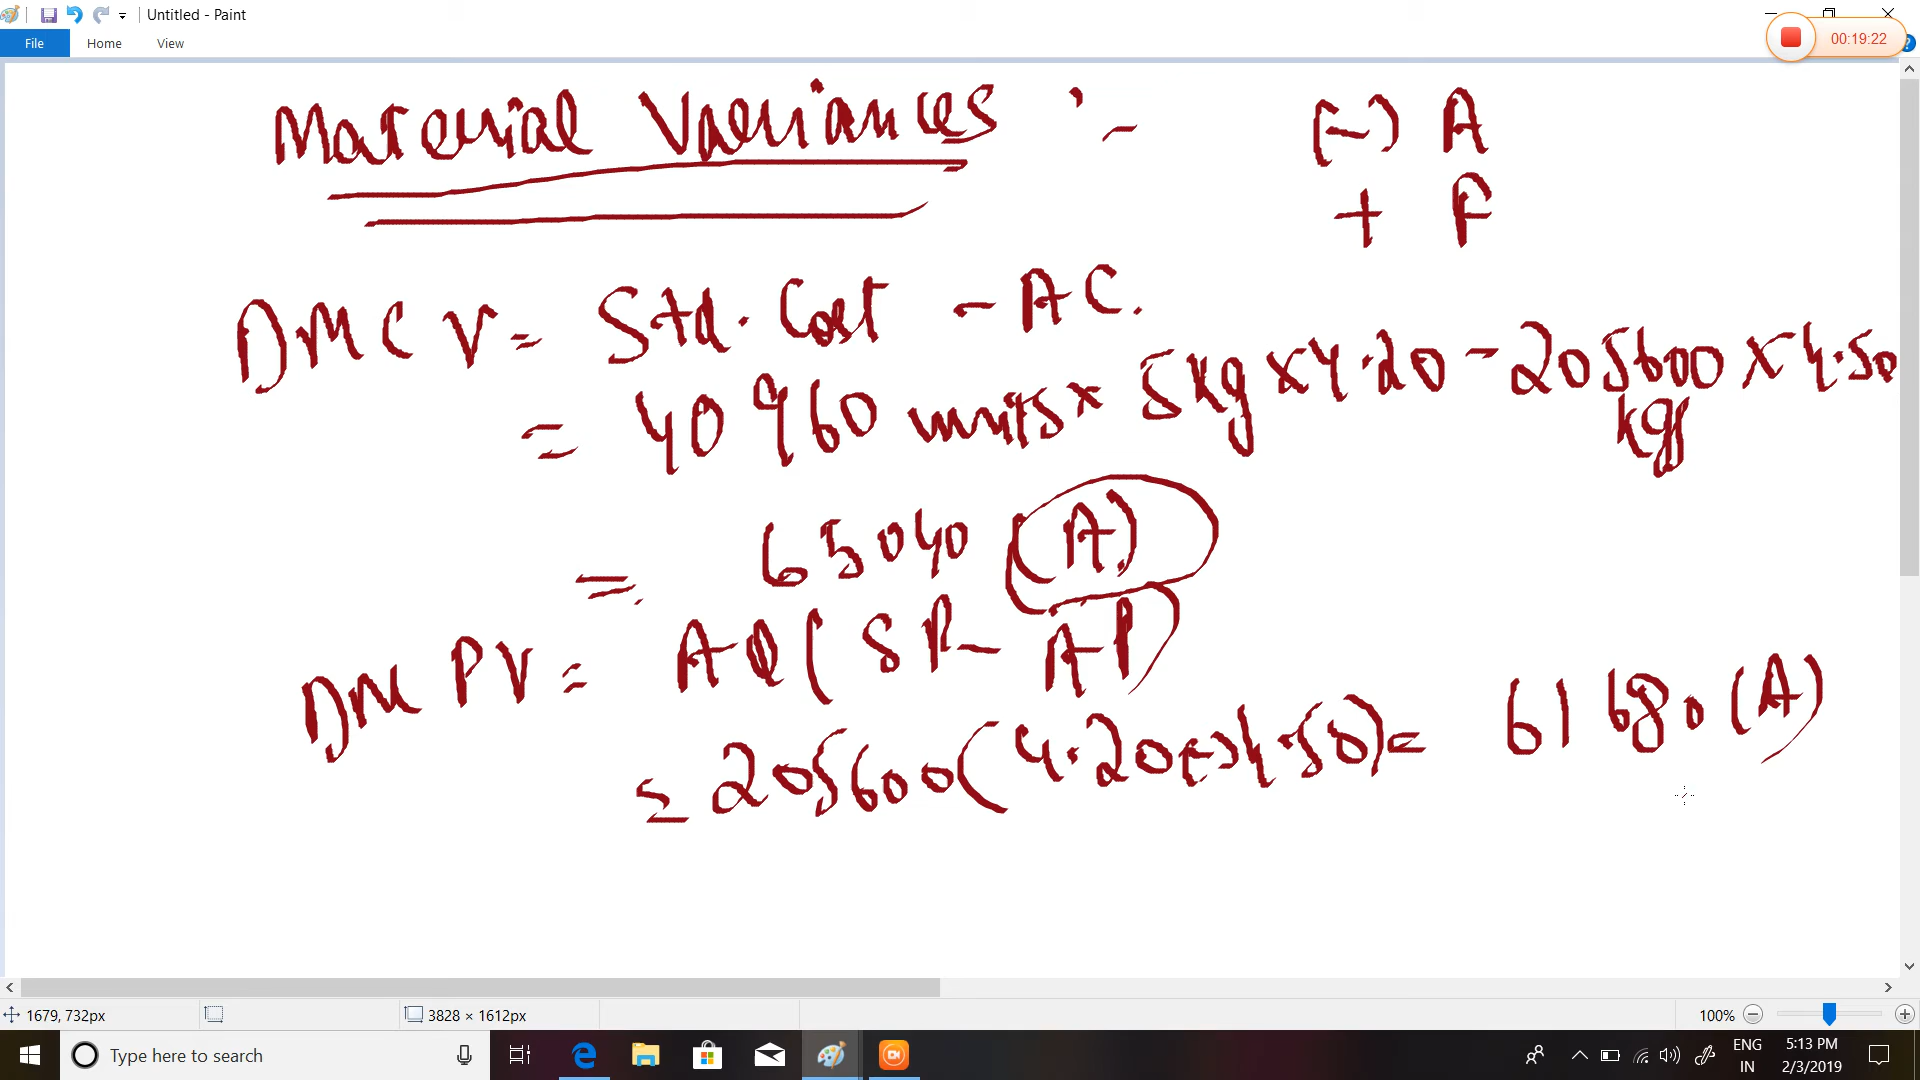 Untitled - Paint
00:19:22
File Home View
Material Variances :- (-) A
+ F
DMCV = Std. Cost - AC.
= 40960 units x 5kg x 4.20 - 205600 x 4.50
kgs
= 65040 (A)
DMPV = AQ (SP - AP)
= 205600 (4.20 (-) 4.50) = 61680 (A)
1679, 732px 3828 × 1612px 100%
Type here to search ENG 5:13 PM
IN 2/3/2019